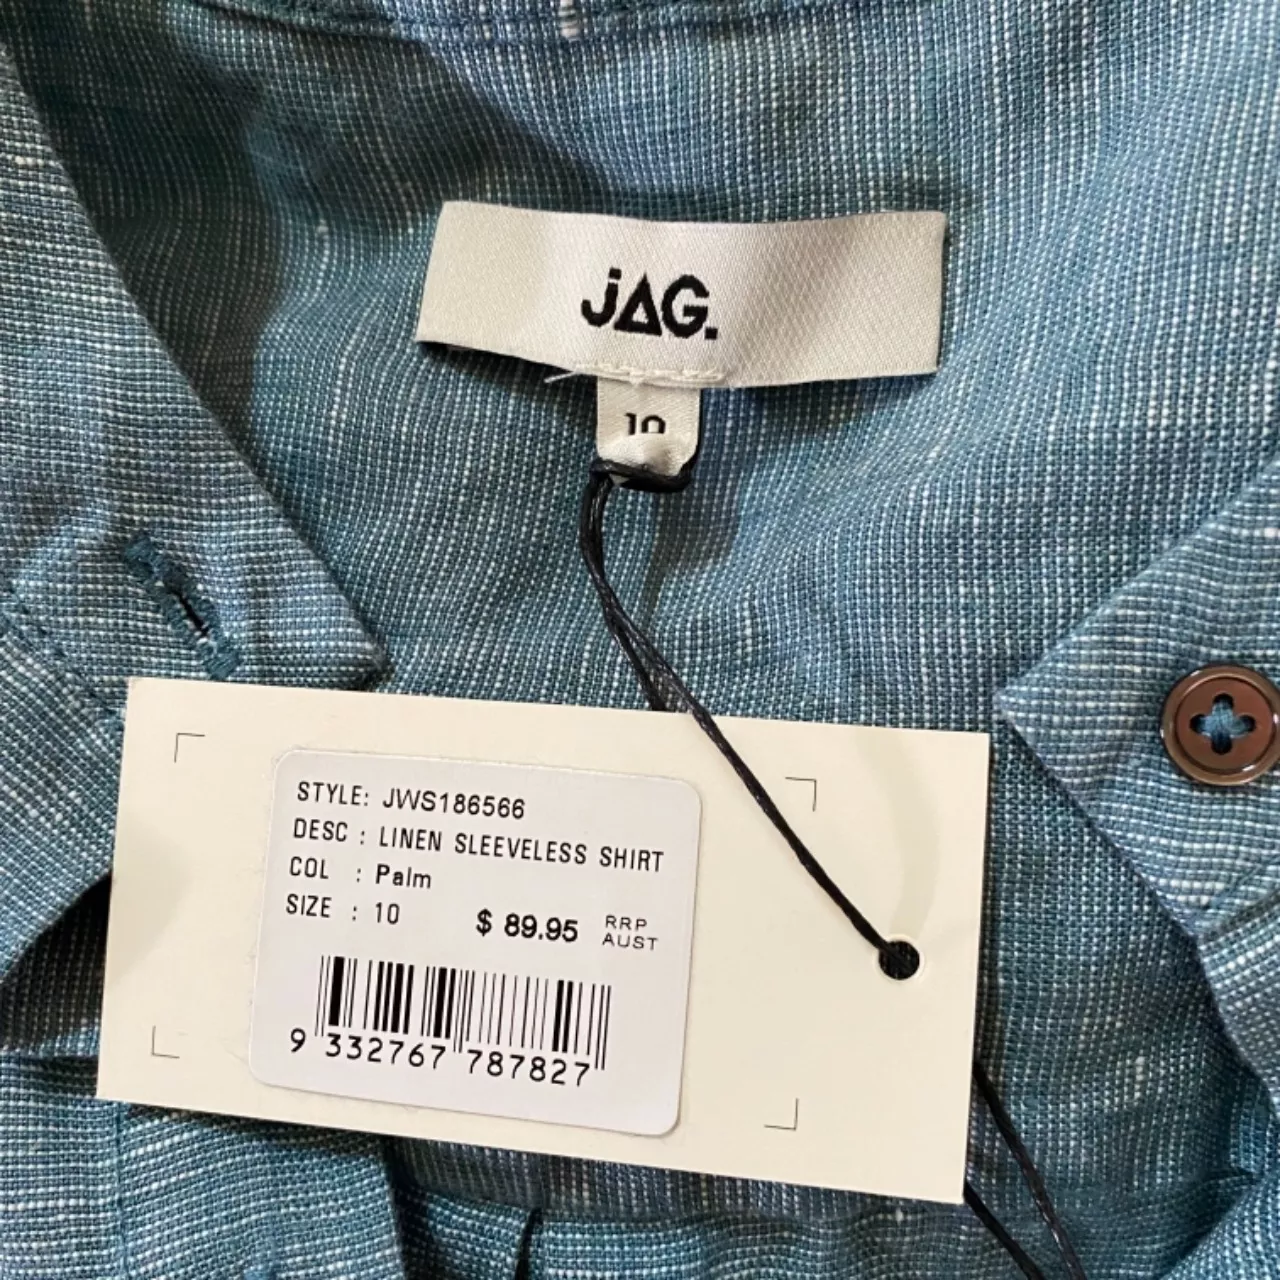 jAG.
10
STYLE: JWS186566
DESC : LINEN SLEEVELESS SHIRT
COL : Palm
SIZE : 10 $ 89.95 RRP AUST
9 332767 787827